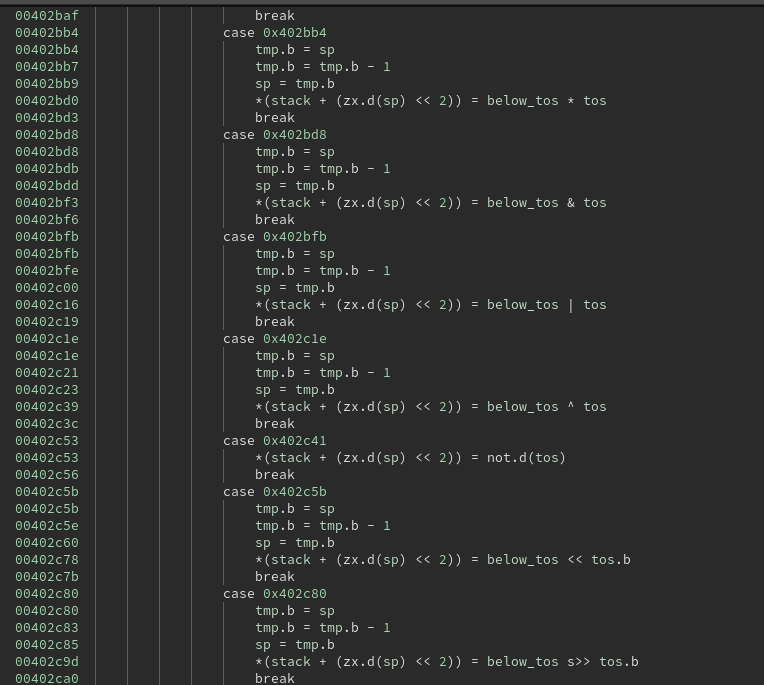 00402baf break
00402bb4 case 0x402bb4
00402bb4 tmp.b = sp
00402bb7 tmp.b = tmp.b - 1
00402bb9 sp = tmp.b
00402bd0 *(stack + (zx.d(sp) << 2)) = below_tos * tos
00402bd3 break
00402bd8 case 0x402bd8
00402bd8 tmp.b = sp
00402bdb tmp.b = tmp.b - 1
00402bdd sp = tmp.b
00402bf3 *(stack + (zx.d(sp) << 2)) = below_tos & tos
00402bf6 break
00402bfb case 0x402bfb
00402bfb tmp.b = sp
00402bfe tmp.b = tmp.b - 1
00402c00 sp = tmp.b
00402c16 *(stack + (zx.d(sp) << 2)) = below_tos | tos
00402c19 break
00402c1e case 0x402c1e
00402c1e tmp.b = sp
00402c21 tmp.b = tmp.b - 1
00402c23 sp = tmp.b
00402c39 *(stack + (zx.d(sp) << 2)) = below_tos ^ tos
00402c3c break
00402c53 case 0x402c41
00402c53 *(stack + (zx.d(sp) << 2)) = not.d(tos)
00402c56 break
00402c5b case 0x402c5b
00402c5b tmp.b = sp
00402c5e tmp.b = tmp.b - 1
00402c60 sp = tmp.b
00402c78 *(stack + (zx.d(sp) << 2)) = below_tos << tos.b
00402c7b break
00402c80 case 0x402c80
00402c80 tmp.b = sp
00402c83 tmp.b = tmp.b - 1
00402c85 sp = tmp.b
00402c9d *(stack + (zx.d(sp) << 2)) = below_tos s>> tos.b
00402ca0 break